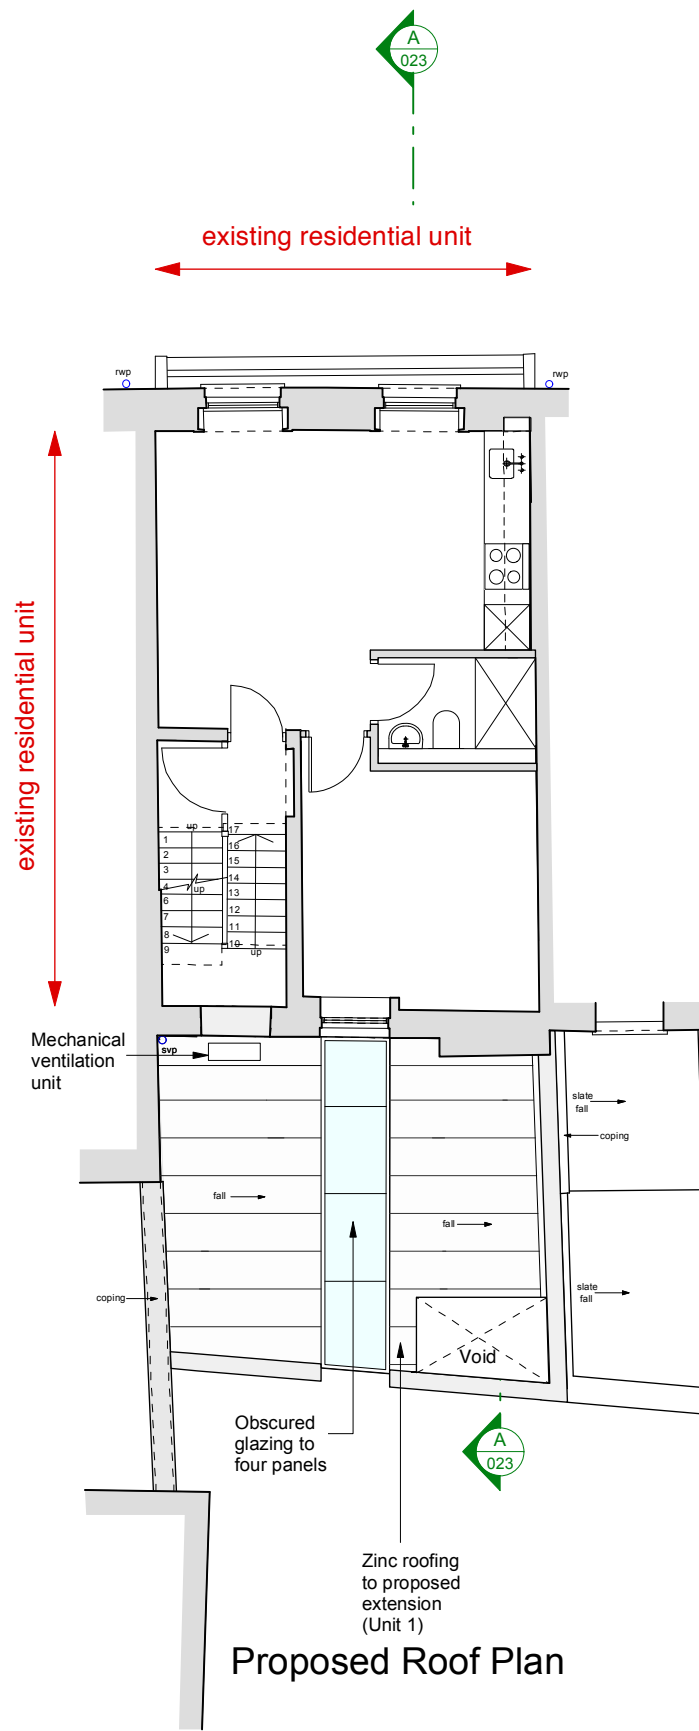 A
023
existing residential unit
rwp
rwp
existing residential unit
up
17
1
16
2
15
3
14
4
up
13
6
12
7
11
8
10
9
up
Mechanical
ventilation
unit
svp
slate
fall
coping
fall
fall
coping
slate
fall
Void
Obscured
glazing to
four panels
A
023
Zinc roofing
to proposed
extension
(Unit 1)
Proposed Roof Plan